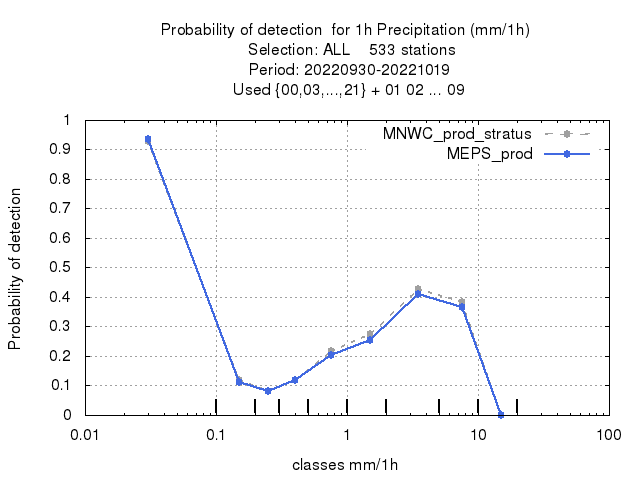 Probability of detection  for 1h Precipitation (mm/1h)
Selection: ALL    533 stations
Period: 20220930-20221019
Used {00,03,...,21} + 01 02 ... 09
MNWC_prod_stratus
MEPS_prod
1
0.9
0.8
0.7
0.6
0.5
0.4
0.3
0.2
0.1
0
Probability of detection
0.01
0.1
1
10
100
classes mm/1h